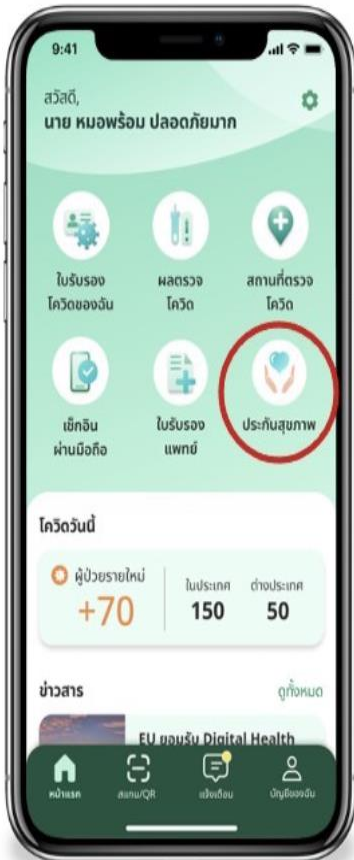 9:41
สวัสดี,
นาย หมอพร้อม ปลอดภัยมาก
ใบรับรอง
โควิดของฉัน
ผลตรวจ
โควิด
สถานที่ตรวจ
โควิด
เช็กอิน
ผ่านมือถือ
ใบรับรอง
แพทย์
ประกันสุขภาพ
โควิดวันนี้
ผู้ป่วยรายใหม่
+70
ในประเทศ
150
ต่างประเทศ
50
ข่าวสาร
ดูทั้งหมด
EU ยอมรับ Digital Health
หน้าแรก
สแกน/QR
แจ้งเตือน
บัญชีของฉัน